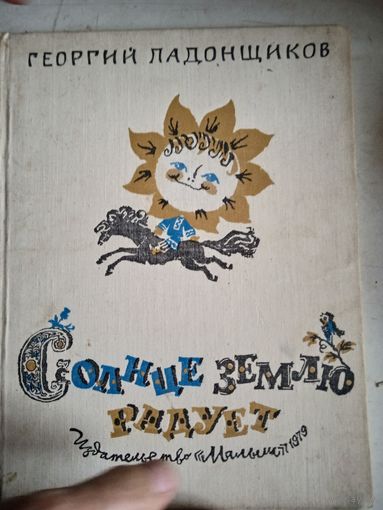 ГЕОРГИЙ ЛАДОНЩИКОВ
СОЛНЦЕ ЗЕМЛЮ
РАДУЕТ
Издательство «Малыш» 1979